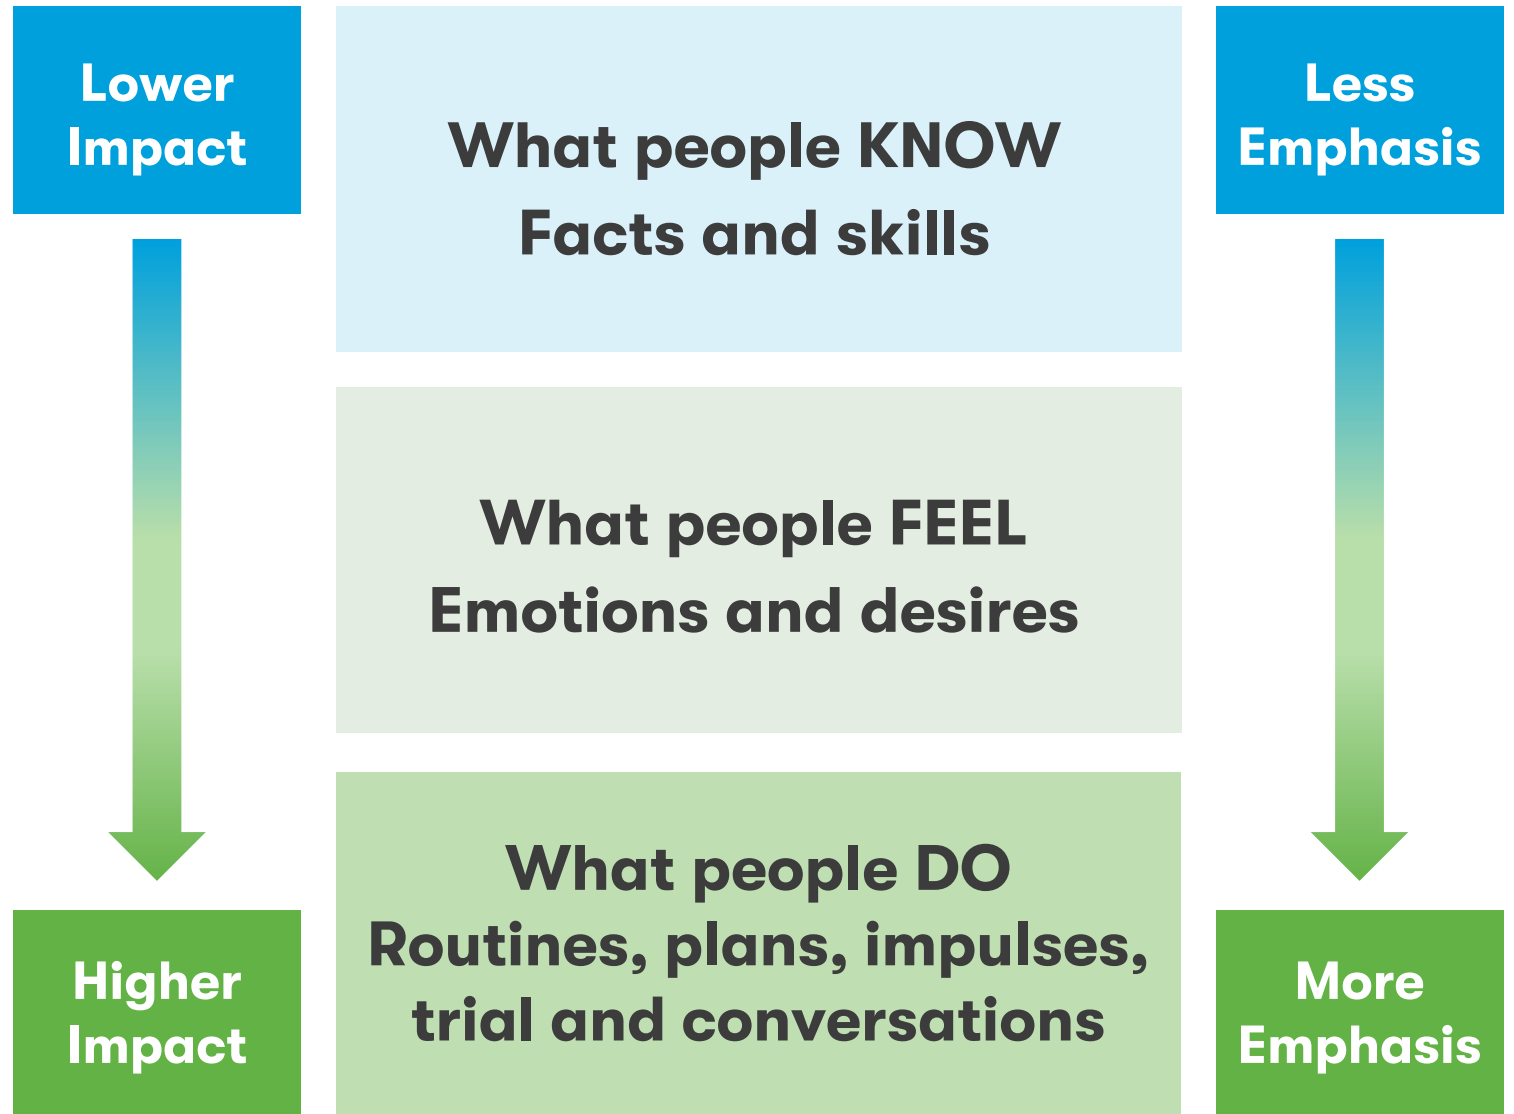 Lower
Impact
What people KNOW
Facts and skills
Less
Emphasis
What people FEEL
Emotions and desires
Higher
Impact
What people DO
Routines, plans, impulses,
trial and conversations
More
Emphasis